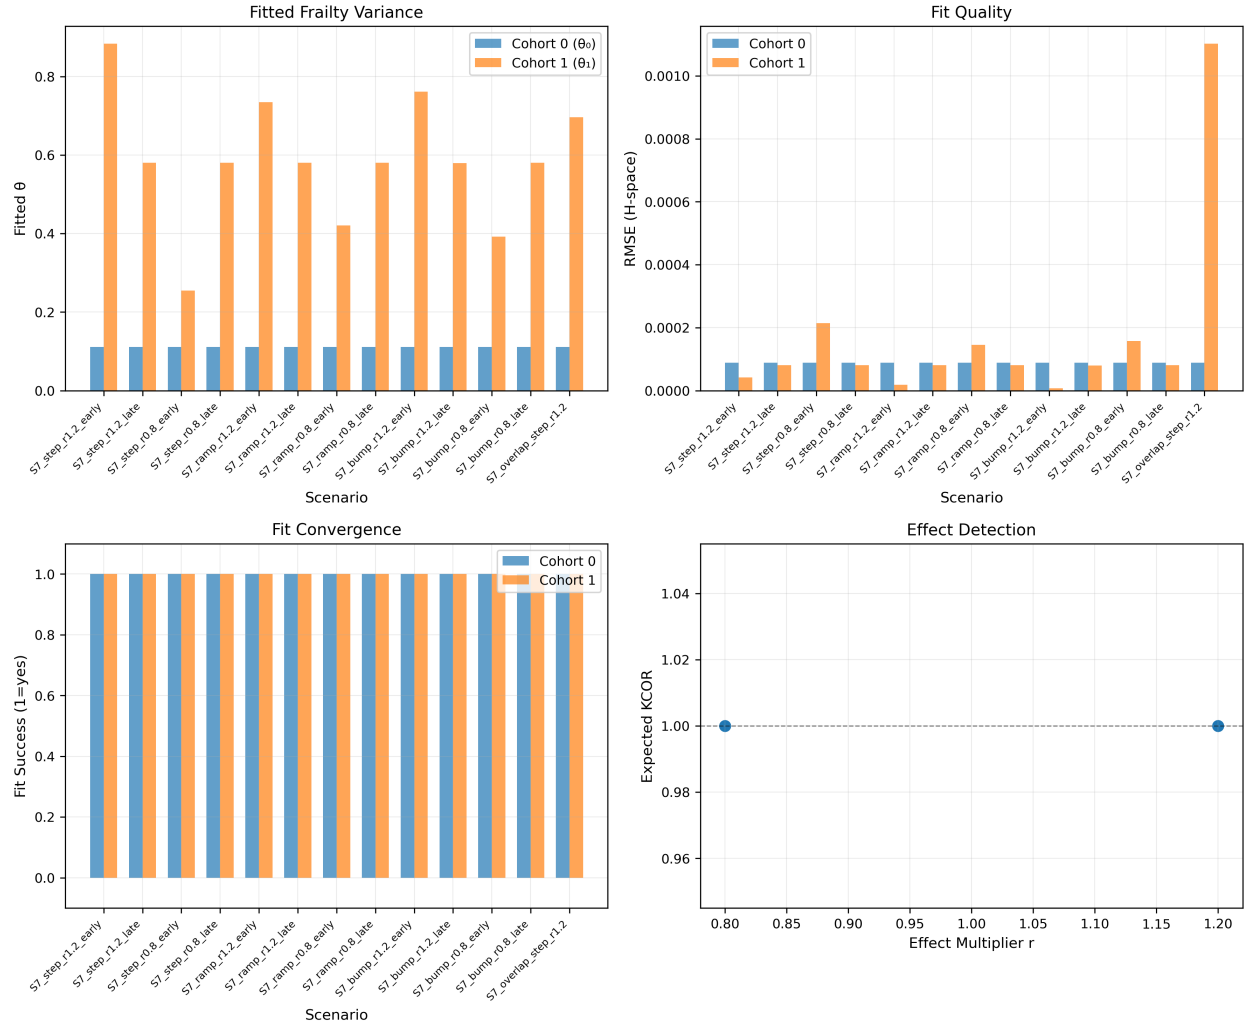 Fitted Frailty Variance
Cohort 0 (θ₀)
Cohort 1 (θ₁)
Fitted θ
0.8
0.6
0.4
0.2
0.0
S7_step_r1.2_early
S7_step_r1.2_late
S7_step_r0.8_early
S7_step_r0.8_late
S7_ramp_r1.2_early
S7_ramp_r1.2_late
S7_ramp_r0.8_early
S7_ramp_r0.8_late
S7_bump_r1.2_early
S7_bump_r1.2_late
S7_bump_r0.8_early
S7_bump_r0.8_late
S7_overlap_step_r1.2
Scenario
Fit Quality
Cohort 0
Cohort 1
RMSE (H-space)
0.0010
0.0008
0.0006
0.0004
0.0002
0.0000
S7_step_r1.2_early
S7_step_r1.2_late
S7_step_r0.8_early
S7_step_r0.8_late
S7_ramp_r1.2_early
S7_ramp_r1.2_late
S7_ramp_r0.8_early
S7_ramp_r0.8_late
S7_bump_r1.2_early
S7_bump_r1.2_late
S7_bump_r0.8_early
S7_bump_r0.8_late
S7_overlap_step_r1.2
Scenario
Fit Convergence
Cohort 0
Cohort 1
Fit Success (1=yes)
1.0
0.8
0.6
0.4
0.2
0.0
S7_step_r1.2_early
S7_step_r1.2_late
S7_step_r0.8_early
S7_step_r0.8_late
S7_ramp_r1.2_early
S7_ramp_r1.2_late
S7_ramp_r0.8_early
S7_ramp_r0.8_late
S7_bump_r1.2_early
S7_bump_r1.2_late
S7_bump_r0.8_early
S7_bump_r0.8_late
S7_overlap_step_r1.2
Scenario
Effect Detection
Expected KCOR
1.04
1.02
1.00
0.98
0.96
0.80 0.85 0.90 0.95 1.00 1.05 1.10 1.15 1.20
Effect Multiplier r